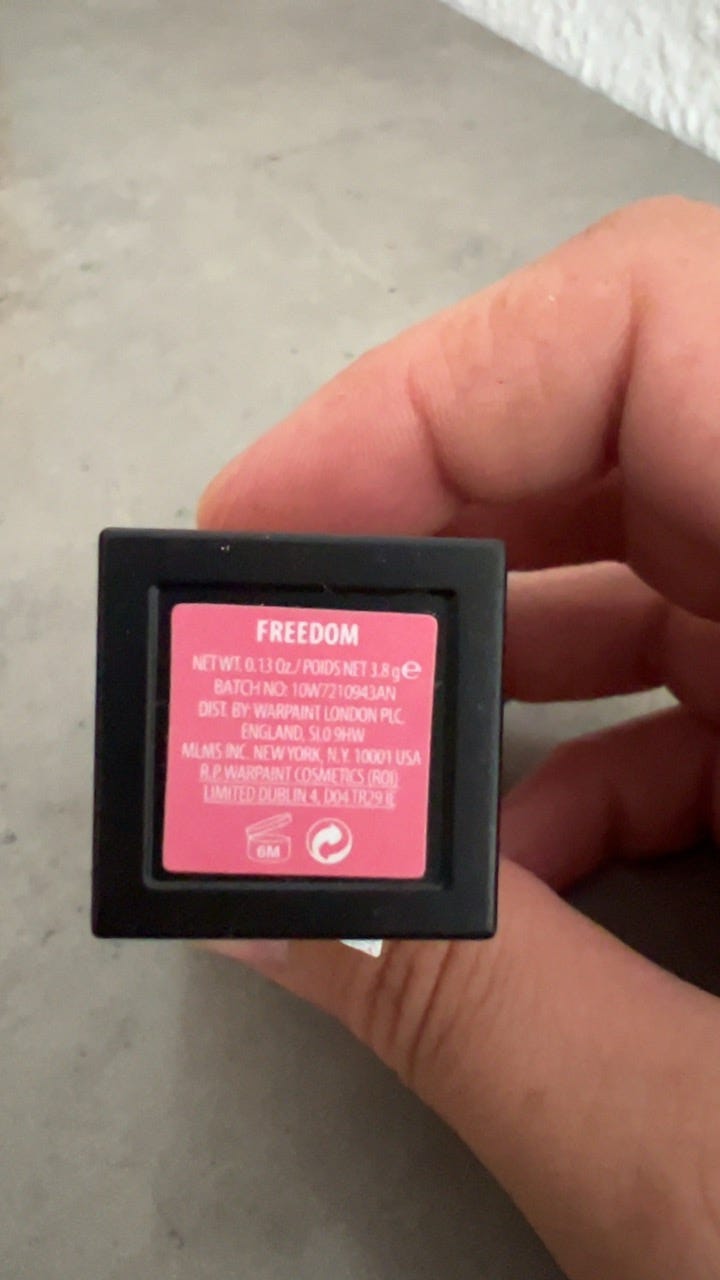 FREEDOM
NET WT. 0.13 Oz./ POIDS NET 3.8 g e
BATCH NO: 10W7210943AN
DIST. BY: WARPAINT LONDON PLC,
ENGLAND, SL0 9HW
MLMS INC. NEW YORK, N.Y. 10001 USA
R.P. WARPAINT COSMETICS (ROI)
LIMITED DUBLIN 4, D04 TR29 IE
6M